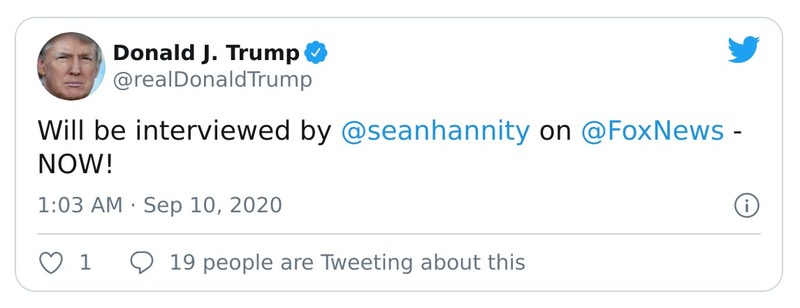 Donald J. Trump
@realDonaldTrump
Will be interviewed by @seanhannity on @FoxNews -
NOW!
1:03 AM · Sep 10, 2020
1 19 people are Tweeting about this